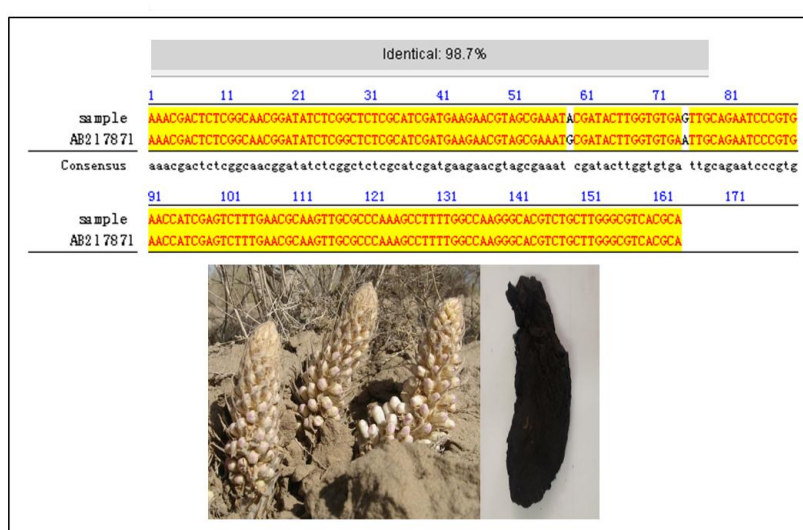 Identical: 98.7%
1 11 21 31 41 51 61 71 81
sample AAACGACTCTCGGCAACGGATATCTCGGCTCTCGCATCGATGAAGAACGTAGCGAAATACGATACTTGGTGTGAGTTGCAGAATCCCGTG
AB217871 AAACGACTCTCGGCAACGGATATCTCGGCTCTCGCATCGATGAAGAACGTAGCGAAATGCGATACTTGGTGTGAATTGCAGAATCCCGTG
Consensus aaacgactctcggcaacggatatctcggctctcgcatcgatgaagaacgtagcgaaat cgatacttggtgtga ttgcagaatcccgtg
91 101 111 121 131 141 151 161 171
sample AACCATCGAGTCTTTGAACGCAAGTTGCGCCCAAAGCCTTTTGGCCAAGGGCACGTCTGCTTGGGCGTCACGCA
AB217871 AACCATCGAGTCTTTGAACGCAAGTTGCGCCCAAAGCCTTTTGGCCAAGGGCACGTCTGCTTGGGCGTCACGCA